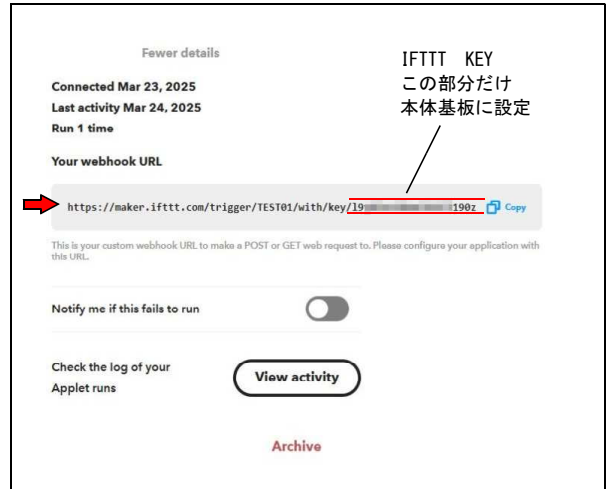 Fewer details
IFTTT KEY
この部分だけ
本体基板に設定
Connected Mar 23, 2025
Last activity Mar 24, 2025
Run 1 time
Your webhook URL
https://maker.ifttt.com/trigger/TEST01/with/key/l9 190z Copy
This is your custom webhook URL to make a POST or GET web request to. Please configure your application with
this URL.
Notify me if this fails to run
Check the log of your
Applet runs
View activity
Archive